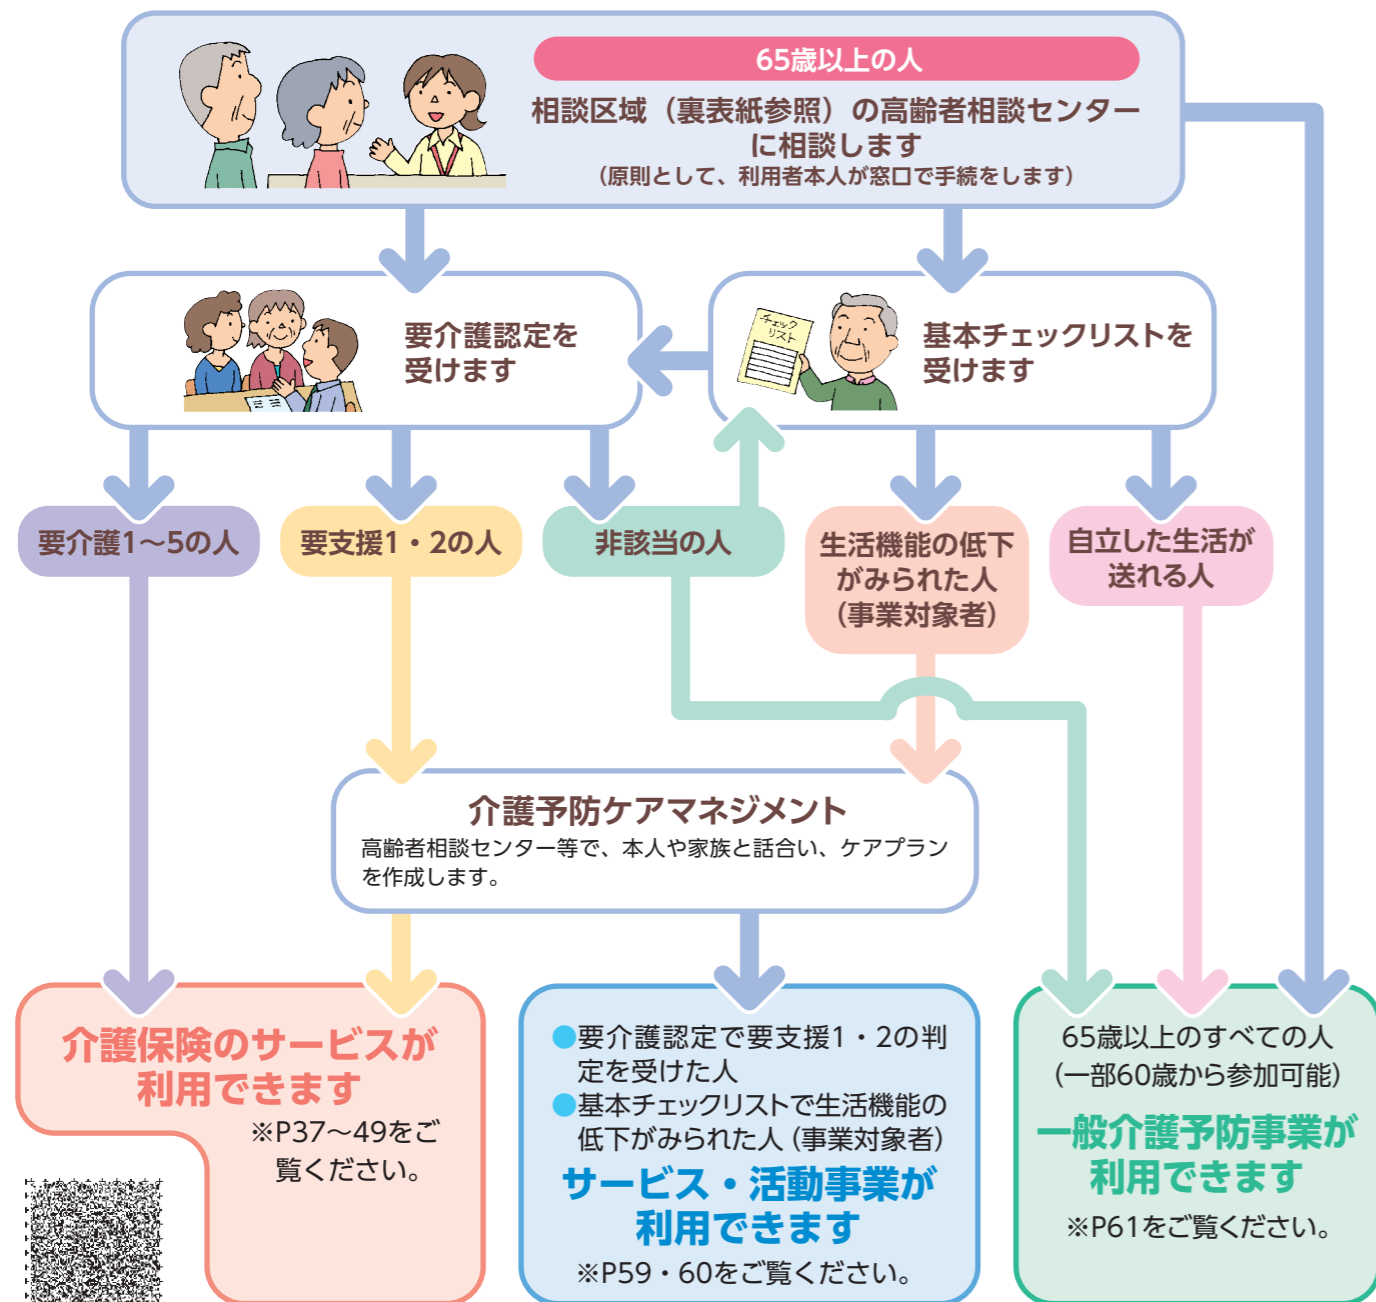 65歳以上の人
相談区域（裏表紙参照）の高齢者相談センター
に相談します
（原則として、利用者本人が窓口で手続をします）
要介護認定を
受けます
チェック
リスト
基本チェックリストを
受けます
要介護1～5の人
要支援1・2の人
非該当の人
生活機能の低下
がみられた人
（事業対象者）
自立した生活が
送れる人
介護予防ケアマネジメント
高齢者相談センター等で、本人や家族と話合い、ケアプラン
を作成します。
介護保険のサービスが
利用できます
※P37～49をご
覧ください。
●要介護認定で要支援1・2の判
定を受けた人
●基本チェックリストで生活機能の
低下がみられた人（事業対象者）
サービス・活動事業が
利用できます
※P59・60をご覧ください。
65歳以上のすべての人
（一部60歳から参加可能）
一般介護予防事業が
利用できます
※P61をご覧ください。